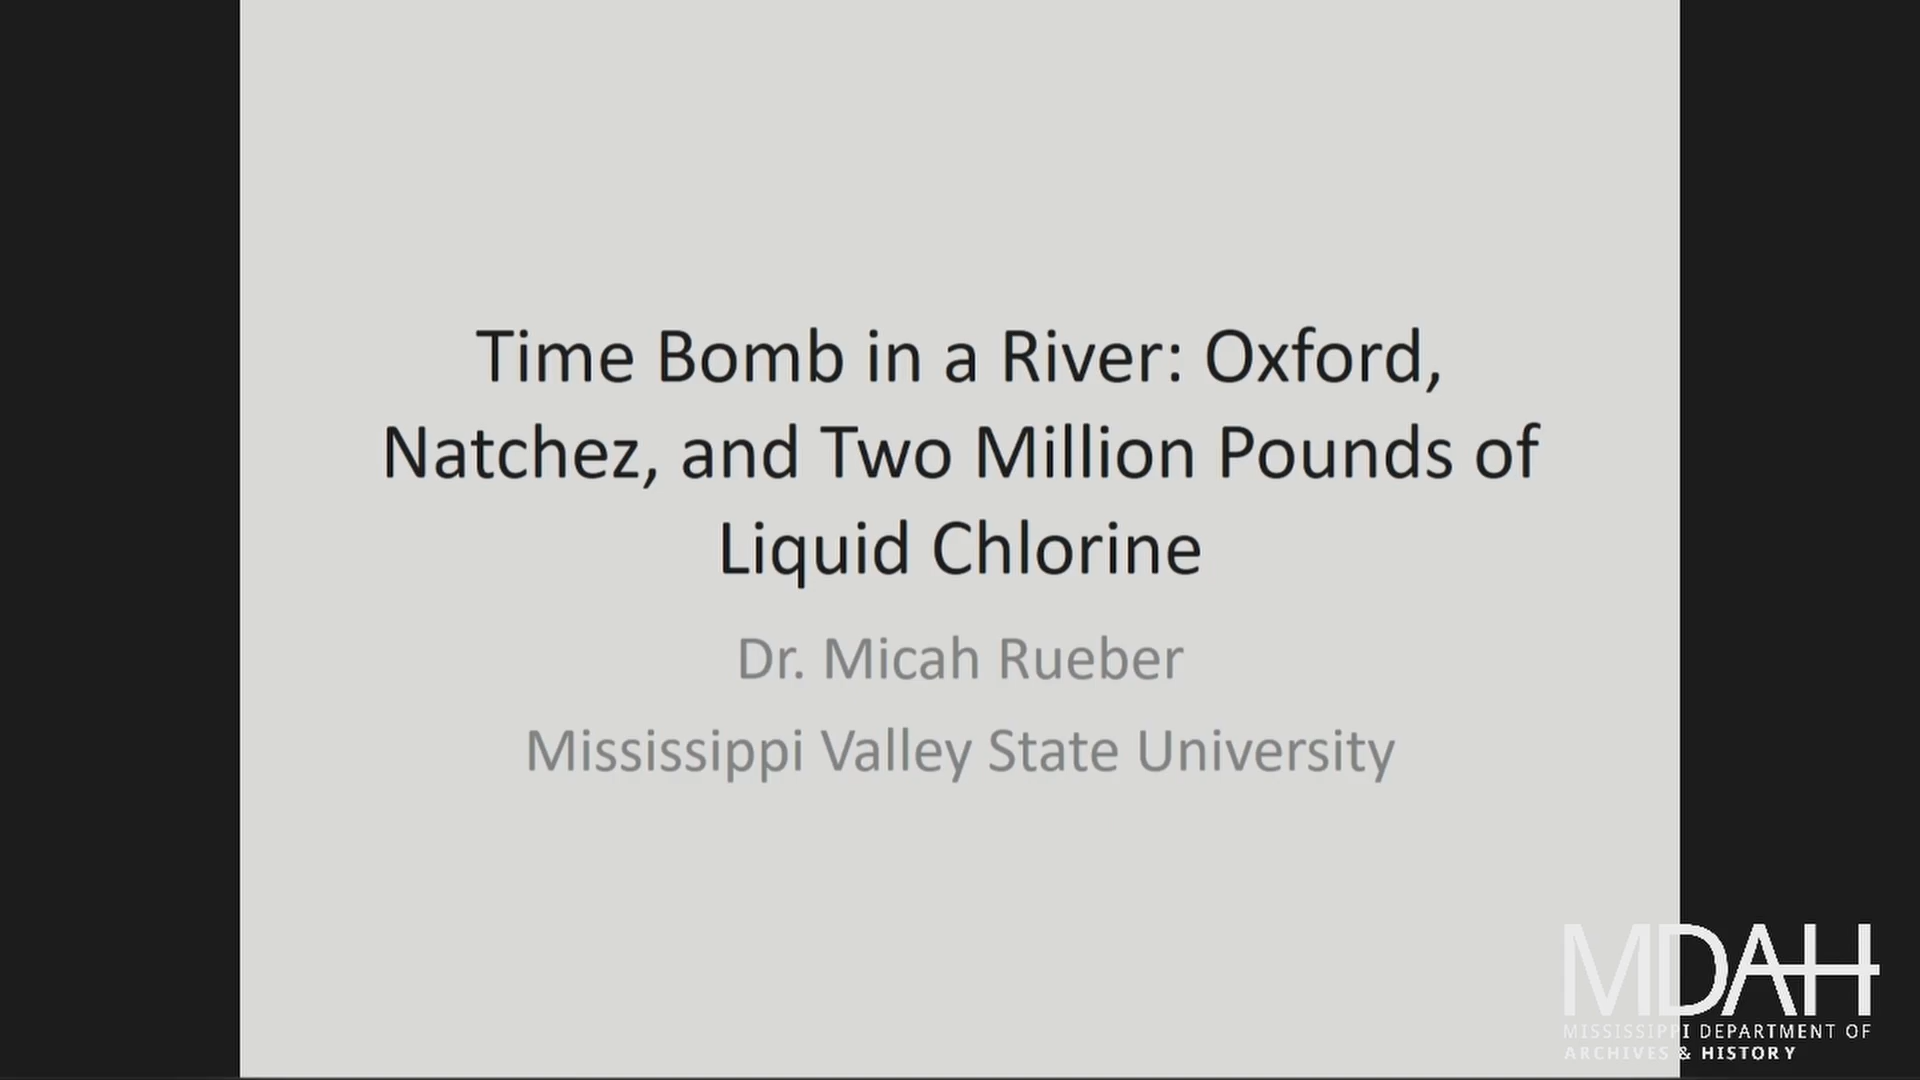 Time Bomb in a River: Oxford,
Natchez, and Two Million Pounds of
Liquid Chlorine
Dr. Micah Rueber
Mississippi Valley State University
MDAH
MISSISSIPPI DEPARTMENT OF
ARCHIVES & HISTORY